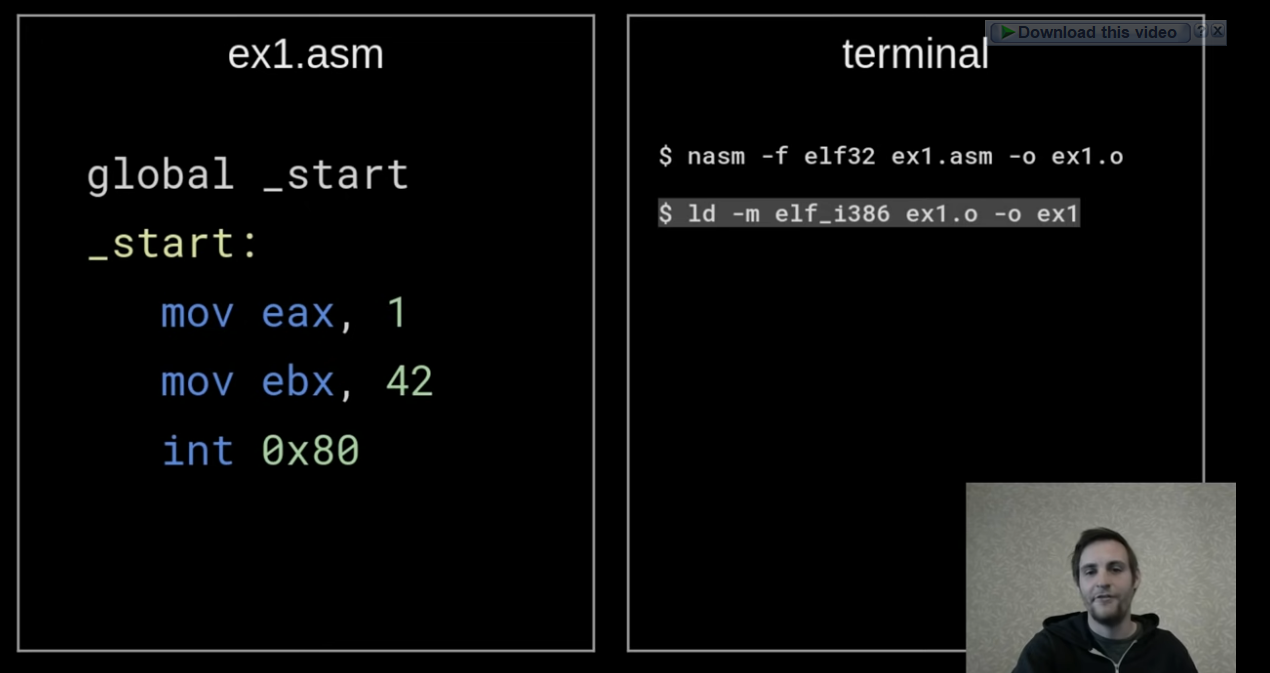 ex1.asm
global _start
_start:
mov eax, 1
mov ebx, 42
int 0x80
terminal
Download this video ? x
$ nasm -f elf32 ex1.asm -o ex1.o
$ ld -m elf_i386 ex1.o -o ex1